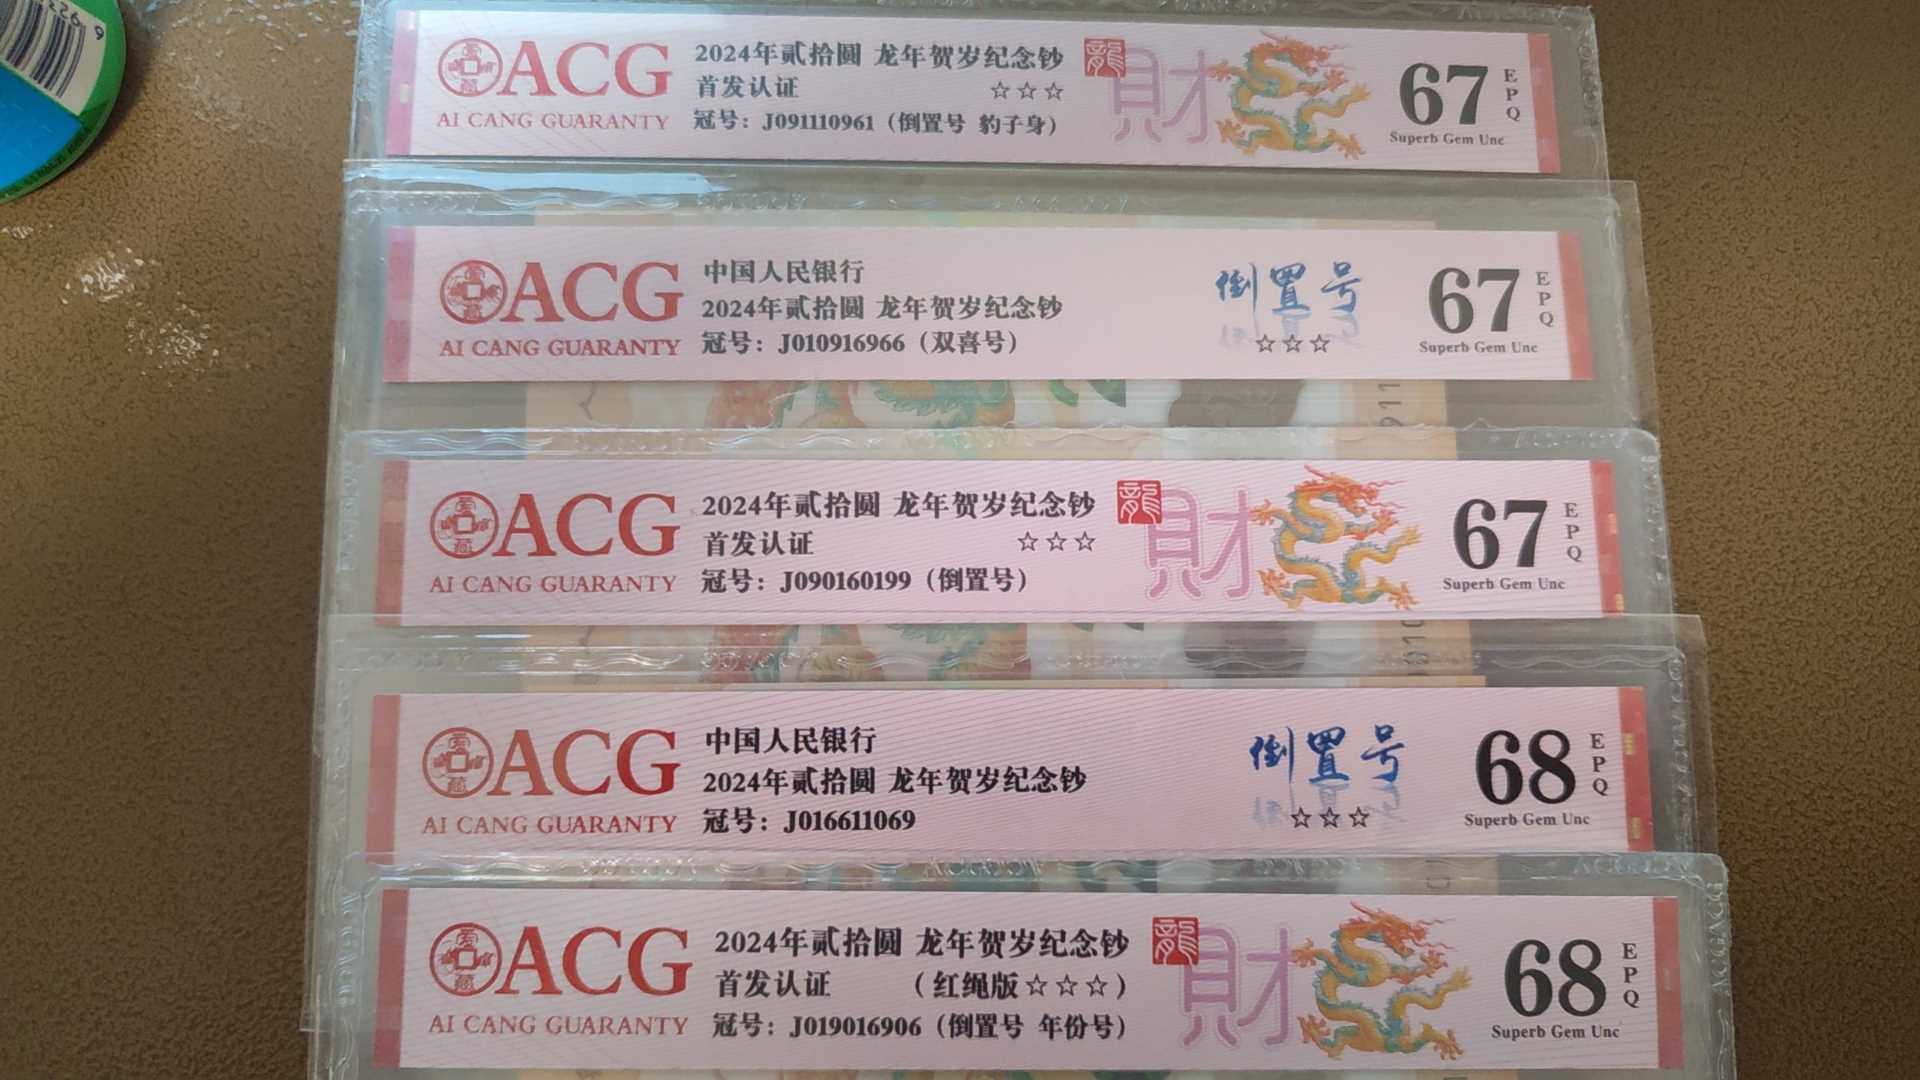 ACG
AI CANG GUARANTY
2024年贰拾圆 龙年贺岁纪念钞
首发认证 ☆☆☆
冠号：J091110961（倒置号 豹子身）
龍
財
67
EPQ
Superb Gem Unc
ACG
AI CANG GUARANTY
中国人民银行
2024年贰拾圆 龙年贺岁纪念钞
冠号：J010916966（双喜号）
倒置号
☆☆☆
67
EPQ
Superb Gem Unc
ACG
AI CANG GUARANTY
2024年贰拾圆 龙年贺岁纪念钞
首发认证 ☆☆☆
冠号：J090160199（倒置号）
龍
財
67
EPQ
Superb Gem Unc
ACG
AI CANG GUARANTY
中国人民银行
2024年贰拾圆 龙年贺岁纪念钞
冠号：J016611069
倒置号
☆☆☆
68
EPQ
Superb Gem Unc
ACG
AI CANG GUARANTY
2024年贰拾圆 龙年贺岁纪念钞
首发认证 （红绳版☆☆☆）
冠号：J019016906（倒置号 年份号）
龍
財
68
EPQ
Superb Gem Unc